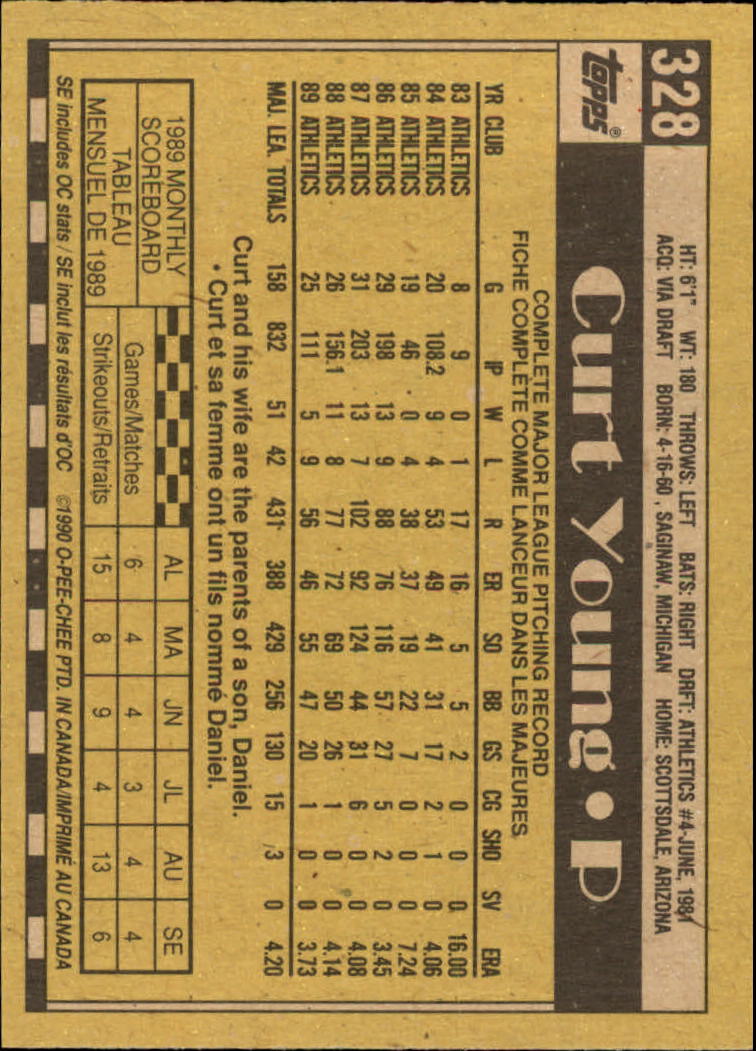 328
HT: 6'1" WT: 180 THROWS: LEFT BATS: RIGHT DRFT: ATHLETICS #4-JUNE, 1981
ACQ: VIA DRAFT BORN: 4-16-60, SAGINAW, MICHIGAN HOME: SCOTTSDALE, ARIZONA
topps®
Curt Young • P
COMPLETE MAJOR LEAGUE PITCHING RECORD
FICHE COMPLÈTE COMME LANCEUR DANS LES MAJEURES
YR CLUB G IP W L R ER SO BB GS CG SHO SV ERA
83 ATHLETICS 8 9 0 1 17 16 5 5 2 0 0 0 16.00
84 ATHLETICS 20 108.2 9 4 53 49 41 31 17 2 1 0 4.06
85 ATHLETICS 19 46 0 4 38 37 19 22 7 0 0 0 7.24
86 ATHLETICS 29 198 13 9 88 76 116 57 27 5 2 0 3.45
87 ATHLETICS 31 203 13 7 102 92 124 44 31 6 0 0 4.08
88 ATHLETICS 26 156.1 11 8 77 72 69 50 26 1 0 0 4.14
89 ATHLETICS 25 111 5 9 56 46 55 47 20 1 0 0 3.73
MAJ. LEA. TOTALS 158 832 51 42 431 388 429 256 130 15 3 0 4.20
Curt and his wife are the parents of a son, Daniel.
• Curt et sa femme ont un fils nommé Daniel.
1989 MONTHLY
SCOREBOARD
TABLEAU
MENSUEL DE 1989
AL MA JN JL AU SE
Games/Matches 6 4 4 3 4 4
Strikeouts/Retraits 15 8 9 4 13 6
SE includes OC stats / SE inclut les résultats d'OC ©1990 O-PEE-CHEE PTD. IN CANADA/IMPRIMÉ AU CANADA